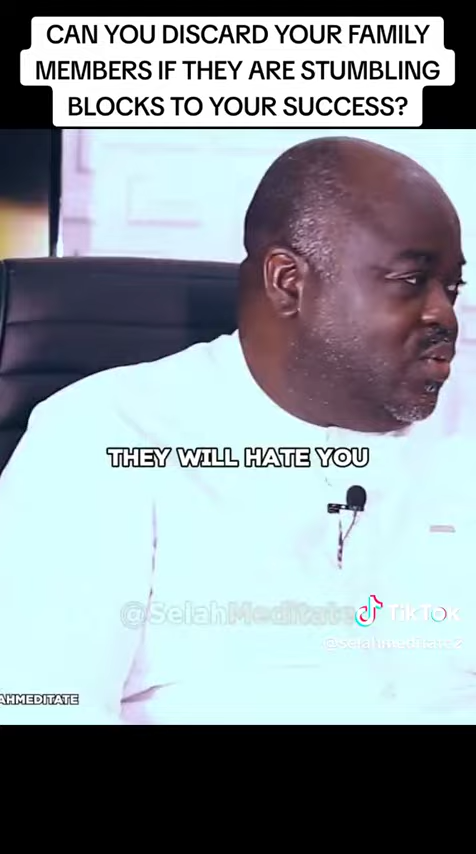 CAN YOU DISCARD YOUR FAMILY
MEMBERS IF THEY ARE STUMBLING
BLOCKS TO YOUR SUCCESS?
THEY WILL HATE YOU
@SelahMeditate
TikTok
@selahmeditate2
AHMEDITATE